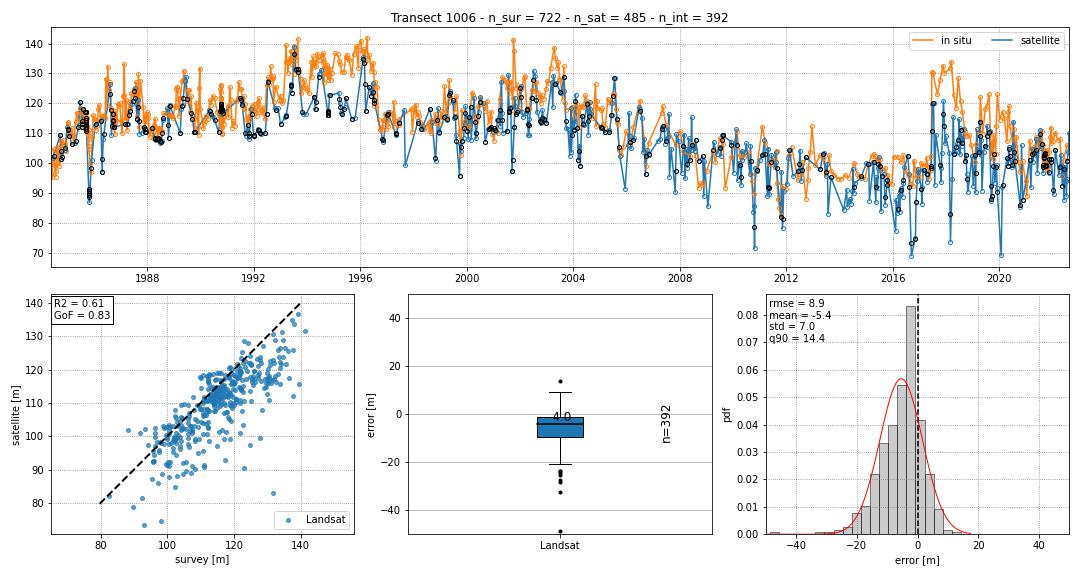 Transect 1006 - n_sur = 722 - n_sat = 485 - n_int = 392
in situ
satellite
140
130
120
110
100
90
80
70
1988
1992
1996
2000
2004
2008
2012
2016
2020
R2 = 0.61
GoF = 0.83
satellite [m]
140
130
120
110
100
90
80
Landsat
80
100
120
140
survey [m]
error [m]
40
20
0
−20
−40
4.0
n=392
Landsat
rmse = 8.9
mean = -5.4
std = 7.0
q90 = 14.4
pdf
0.08
0.07
0.06
0.05
0.04
0.03
0.02
0.01
0.00
−40
−20
0
20
40
error [m]